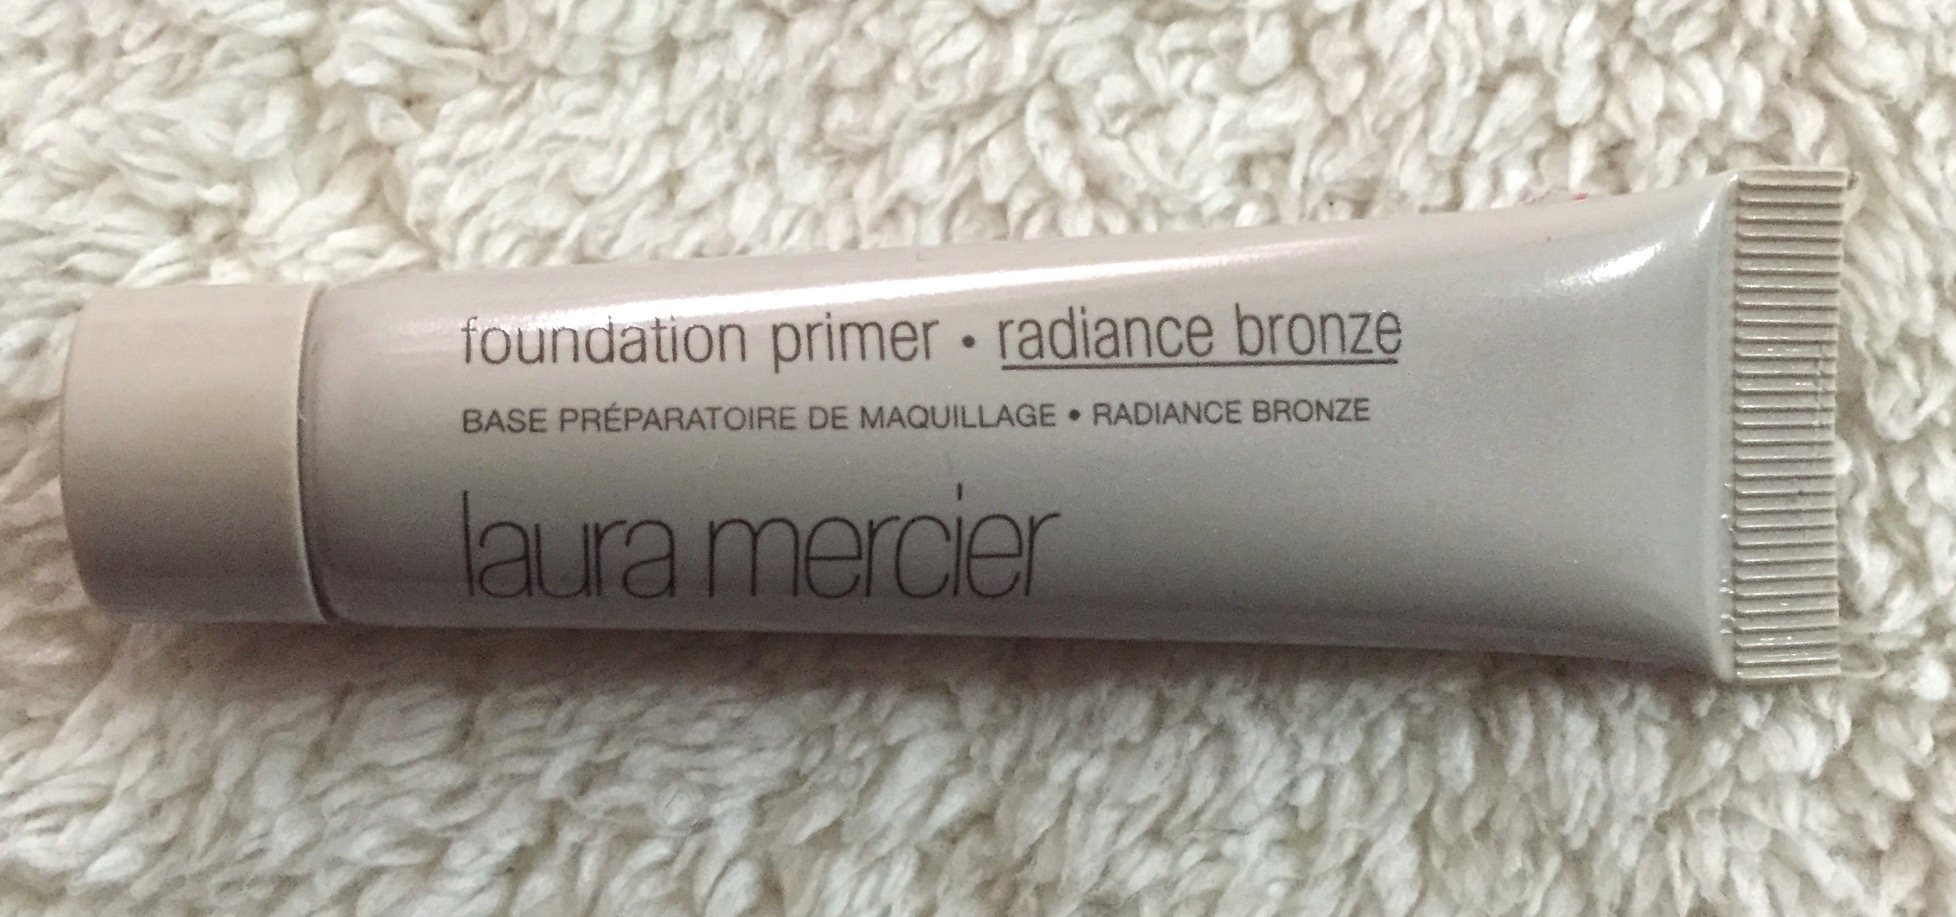 foundation primer • radiance bronze
BASE PRÉPARATOIRE DE MAQUILLAGE • RADIANCE BRONZE
laura mercier